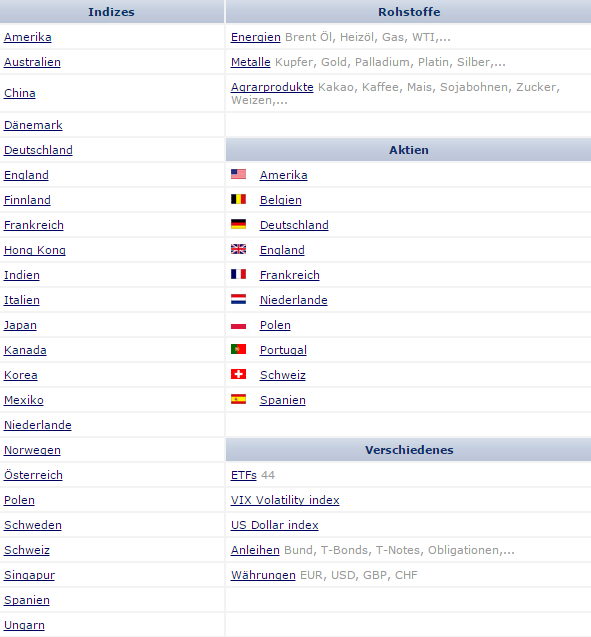 Indizes
Amerika
Australien
China
Dänemark
Deutschland
England
Finnland
Frankreich
Hong Kong
Indien
Italien
Japan
Kanada
Korea
Mexiko
Niederlande
Norwegen
Österreich
Polen
Schweden
Schweiz
Singapur
Spanien
Ungarn
Rohstoffe
Energien Brent Öl, Heizöl, Gas, WTI,...
Metalle Kupfer, Gold, Palladium, Platin, Silber,...
Agrarprodukte Kakao, Kaffee, Mais, Sojabohnen, Zucker,
Weizen,...
Aktien
Amerika
Belgien
Deutschland
England
Frankreich
Niederlande
Polen
Portugal
Schweiz
Spanien
Verschiedenes
ETFs 44
VIX Volatility index
US Dollar index
Anleihen Bund, T-Bonds, T-Notes, Obligationen,...
Währungen EUR, USD, GBP, CHF